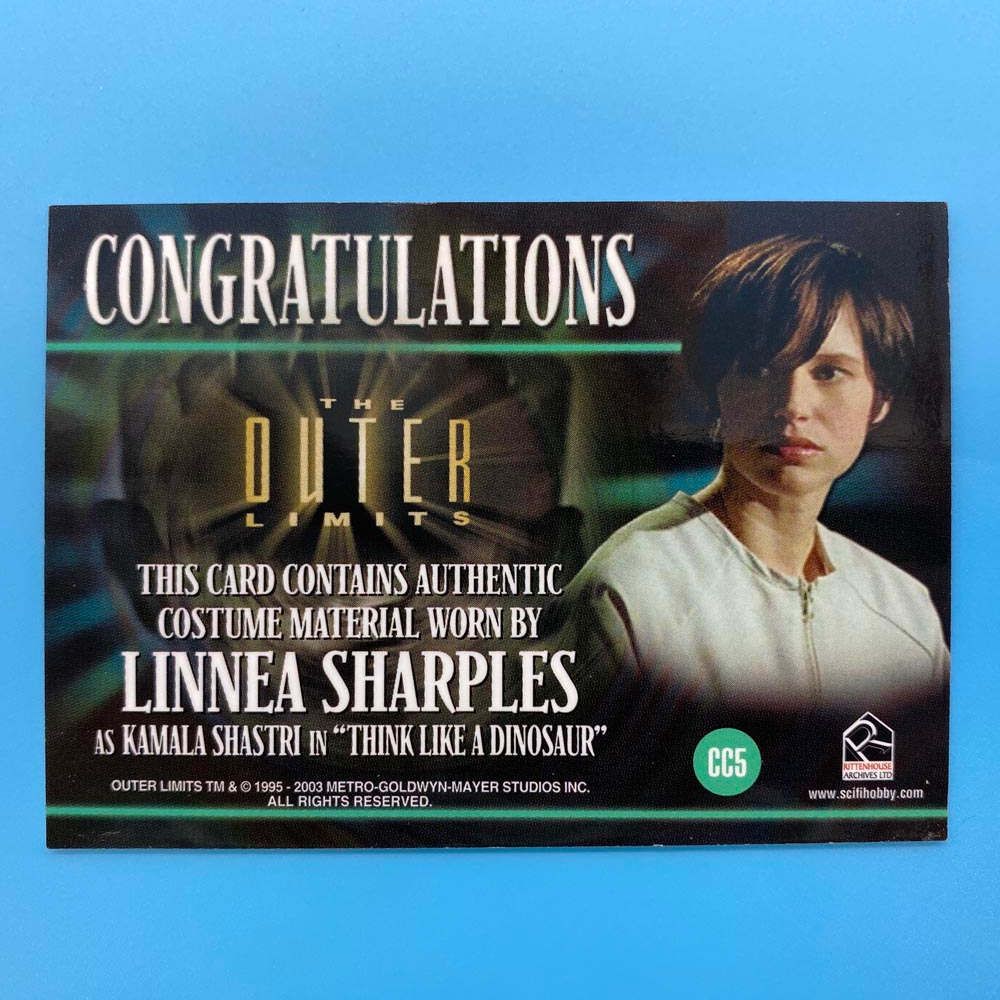 CONGRATULATIONS
THE
OUTER
LIMITS
THIS CARD CONTAINS AUTHENTIC
COSTUME MATERIAL WORN BY
LINNEA SHARPLES
AS KAMALA SHASTRI IN “THINK LIKE A DINOSAUR”
OUTER LIMITS TM & © 1995 - 2003 METRO-GOLDWYN-MAYER STUDIOS INC.
ALL RIGHTS RESERVED.
CC5
RITTENHOUSE
ARCHIVES LTD
www.scifihobby.com